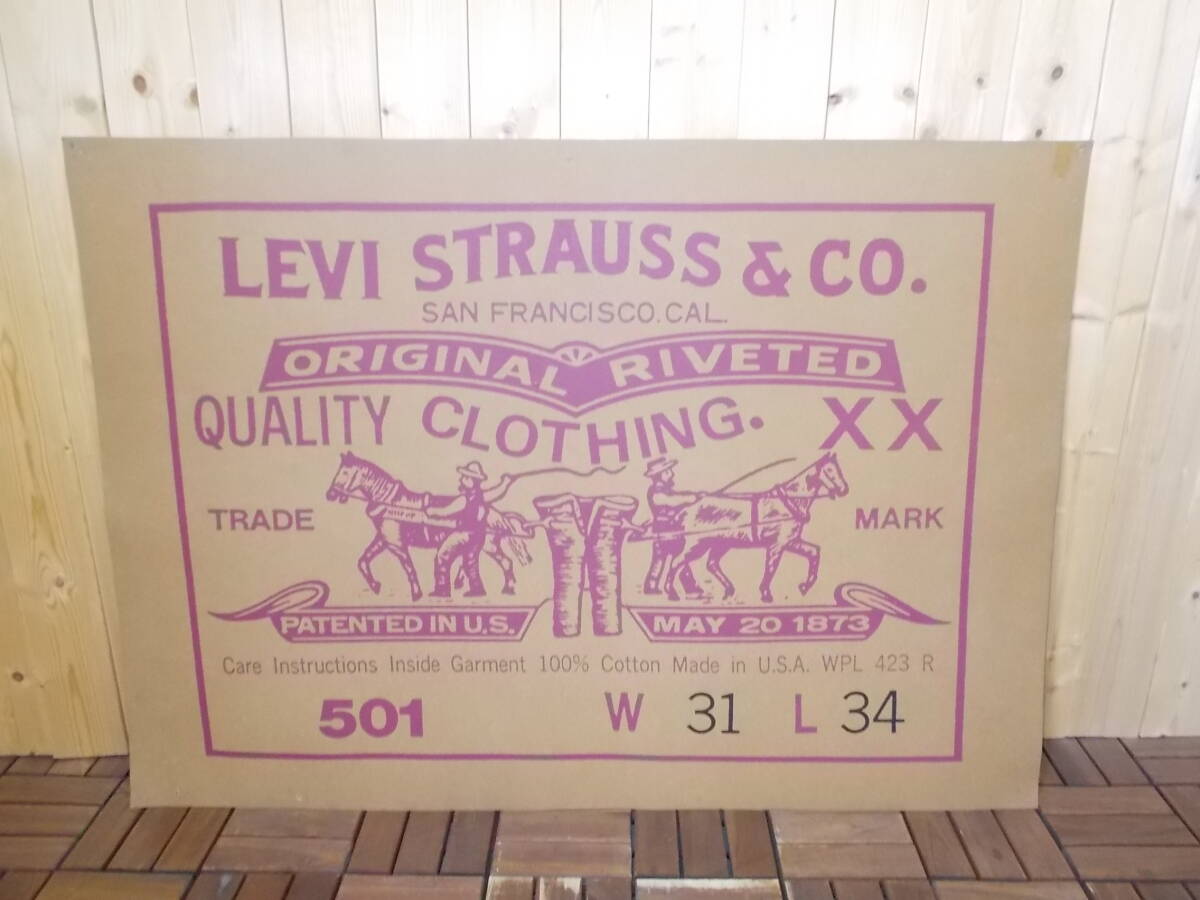 LEVI STRAUSS & CO.
SAN FRANCISCO. CAL.
ORIGINAL RIVETED
QUALITY CLOTHING. XX
TRADE MARK
PATENTED IN U.S. MAY 20 1873
Care Instructions Inside Garment 100% Cotton Made in U.S.A. WPL 423 R
501 W 31 L 34